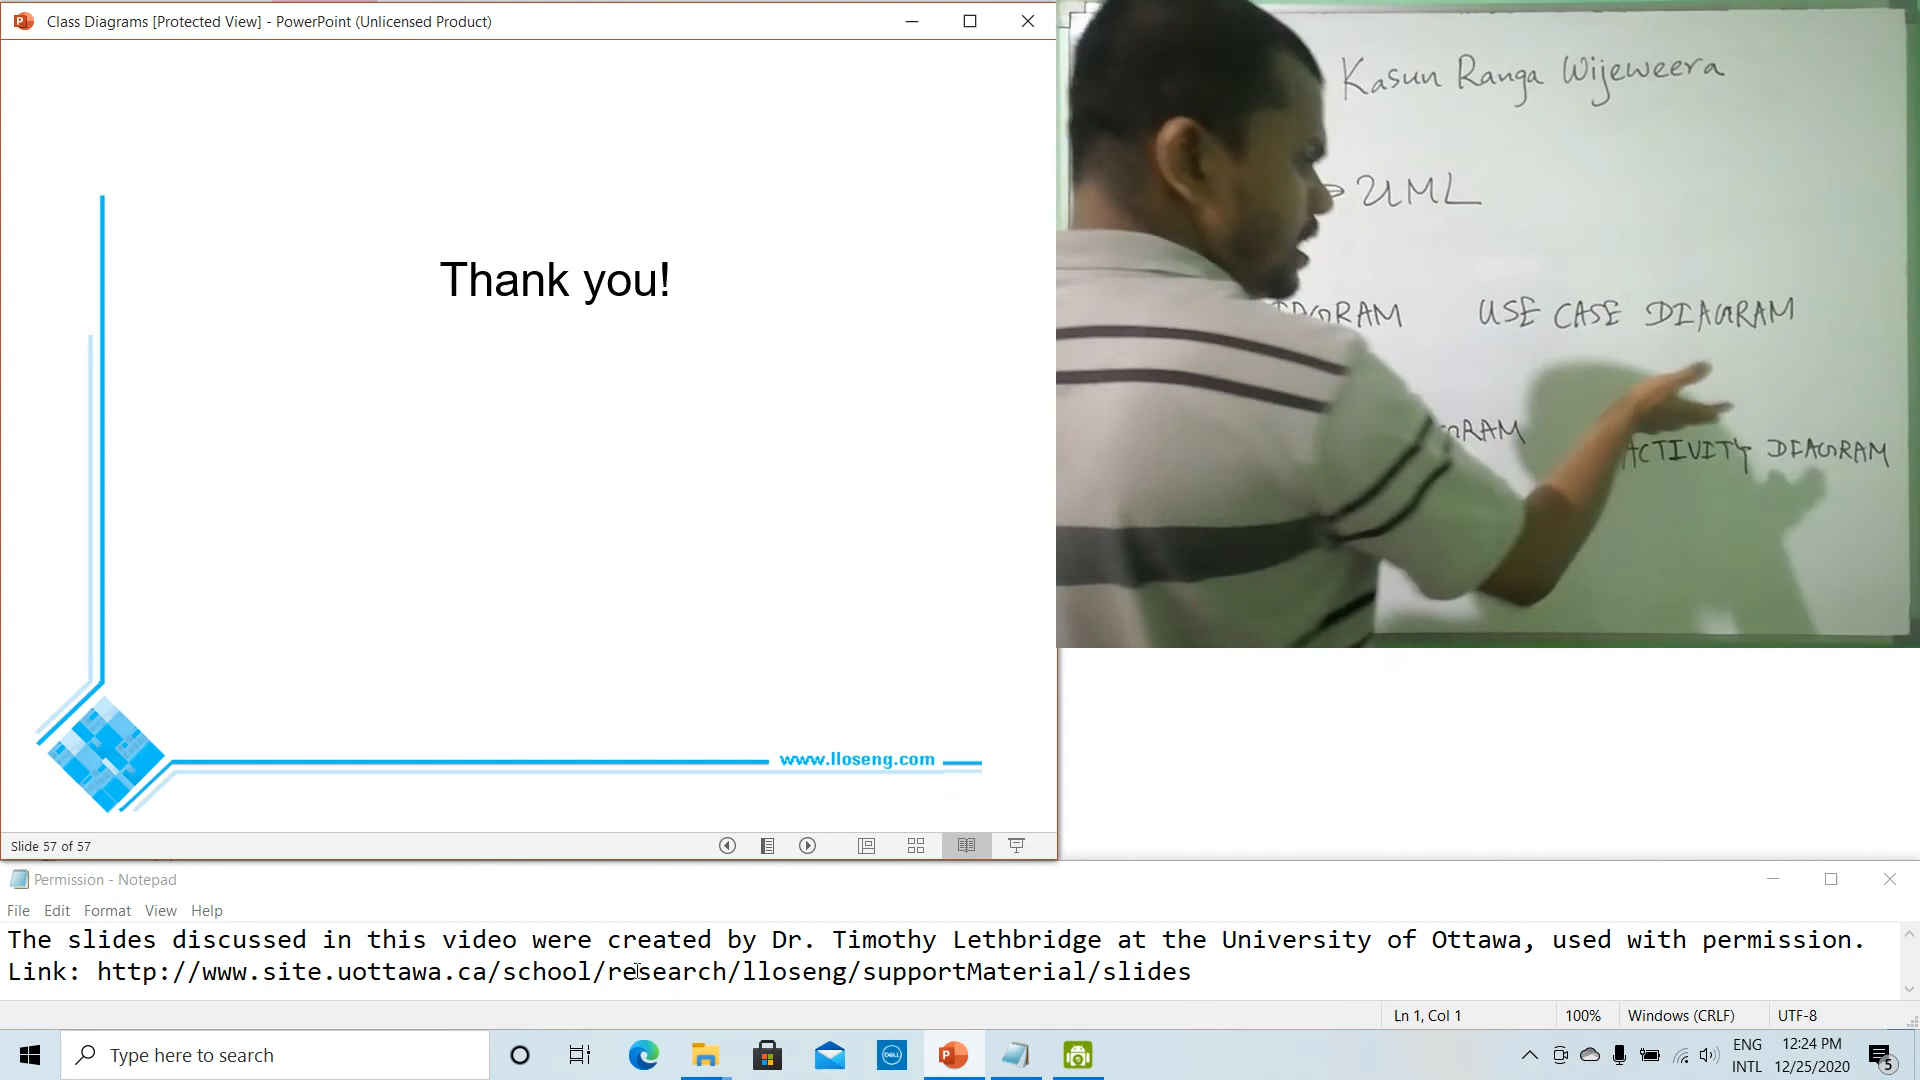 Class Diagrams [Protected View] - PowerPoint (Unlicensed Product)
Thank you!
www.lloseng.com
Slide 57 of 57
Kasun Ranga Wijeweera
UML
USE CASE DIAGRAM
ACTIVITY DIAGRAM
Permission - Notepad
File Edit Format View Help
The slides discussed in this video were created by Dr. Timothy Lethbridge at the University of Ottawa, used with permission.
Link: http://www.site.uottawa.ca/school/research/lloseng/supportMaterial/slides
Ln 1, Col 1 100% Windows (CRLF) UTF-8
Type here to search
DELL
ENG 12:24 PM
INTL 12/25/2020 5